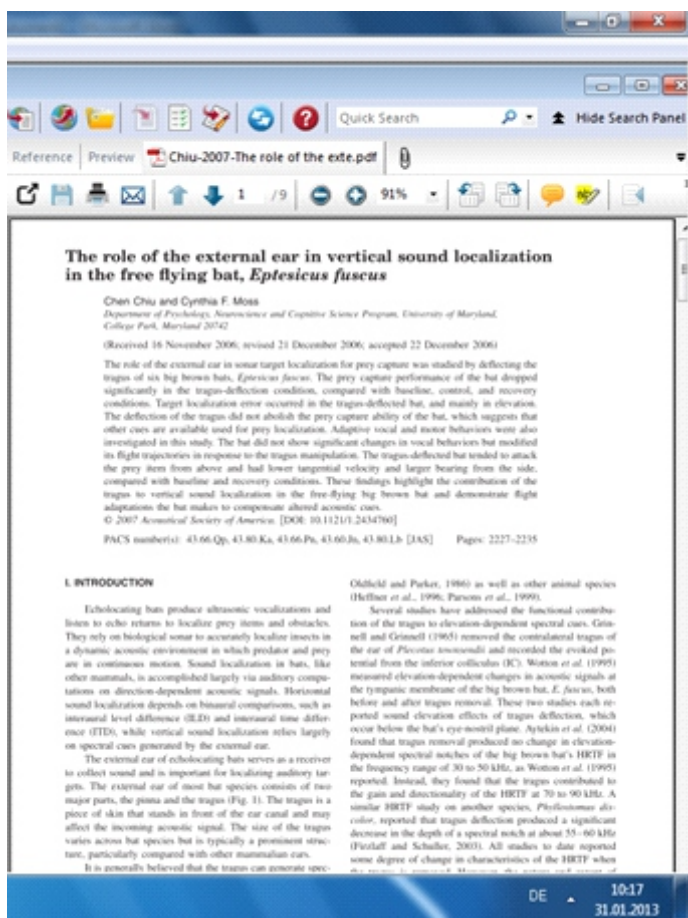 Quick Search
Hide Search Panel
Reference
Preview
Chiu-2007-The role of the exte.pdf
1
/9
91%
The role of the external ear in vertical sound localization
in the free flying bat, Eptesicus fuscus
Chen Chiu and Cynthia F. Moss
Department of Psychology, Neuroscience and Cognitive Science Program, University of Maryland,
College Park, Maryland 20742
(Received 16 November 2006; revised 21 December 2006; accepted 22 December 2006)
The role of the external ear in sonar target localization for prey capture was studied by deflecting the
tragus of six big brown bats, Eptesicus fuscus. The prey capture performance of the bat dropped
significantly in the tragus-deflection condition, compared with baseline, control, and recovery
conditions. Target localization error occurred in the tragus-deflected bat, and mainly in elevation.
The deflection of the tragus did not abolish the prey capture ability of the bat, which suggests that
other cues are available used for prey localization. Adaptive vocal and motor behaviors were also
investigated in this study. The bat did not show significant changes in vocal behaviors but modified
its flight trajectories in response to the tragus manipulation. The tragus-deflected bat tended to attack
the prey item from above and had lower tangential velocity and larger bearing from the side,
compared with baseline and recovery conditions. These findings highlight the contribution of the
tragus to vertical sound localization in the free-flying big brown bat and demonstrate flight
adaptations the bat makes to compensate altered acoustic cues.
© 2007 Acoustical Society of America. [DOI: 10.1121/1.2434760]
PACS number(s): 43.66.Qp, 43.80.Ka, 43.66.Pn, 43.60.Jn, 43.80.Lb [JAS] Pages: 2227–2235
I. INTRODUCTION
Echolocating bats produce ultrasonic vocalizations and
listen to echo returns to localize prey items and obstacles.
They rely on biological sonar to accurately localize insects in
a dynamic acoustic environment in which predator and prey
are in continuous motion. Sound localization in bats, like
other mammals, is accomplished largely via auditory compu-
tations on direction-dependent acoustic signals. Horizontal
sound localization depends on binaural comparisons, such as
interaural level difference (ILD) and interaural time differ-
ence (ITD), while vertical sound localization relies largely
on spectral cues generated by the external ear.
The external ear of echolocating bats serves as a receiver
to collect sound and is important for localizing auditory tar-
gets. The external ear of most bat species consists of two
major parts, the pinna and the tragus (Fig. 1). The tragus is a
piece of skin that stands in front of the ear canal and may
affect the incoming acoustic signal. The size of the tragus
varies across bat species but is typically a prominent struc-
ture, particularly compared with other mammalian ears.
It is generally believed that the tragus can generate spec-
Oldfield and Parker, 1986) as well as other animal species
(Heffner et al., 1996; Parsons et al., 1999).
Several studies have addressed the functional contribu-
tion of the tragus to elevation-dependent spectral cues. Grin-
nell and Grinnell (1965) removed the contralateral tragus of
the ear of Plecotus townsendii and recorded the evoked po-
tential from the inferior colliculus (IC). Wotton et al. (1995)
measured elevation-dependent changes in acoustic signals at
the tympanic membrane of the big brown bat, E. fuscus, both
before and after tragus removal. These two studies each re-
ported sound elevation effects of tragus deflection, which
occur below the bat's eye-nostril plane. Aytekin et al. (2004)
found that tragus removal produced no change in elevation-
dependent spectral notches of the big brown bat's HRTF in
the frequency range of 30 to 50 kHz, as Wotton et al. (1995)
reported. Instead, they found that the tragus contributed to
the gain and directionality of the HRTF at 70 to 90 kHz. A
similar HRTF study on another species, Phyllostomus dis-
color, reported that tragus deflection produced a significant
decrease in the depth of a spectral notch at about 55–60 kHz
(Firzlaff and Schuller, 2003). All studies to date reported
some degree of change in characteristics of the HRTF when
DE
10:17
31.01.2013